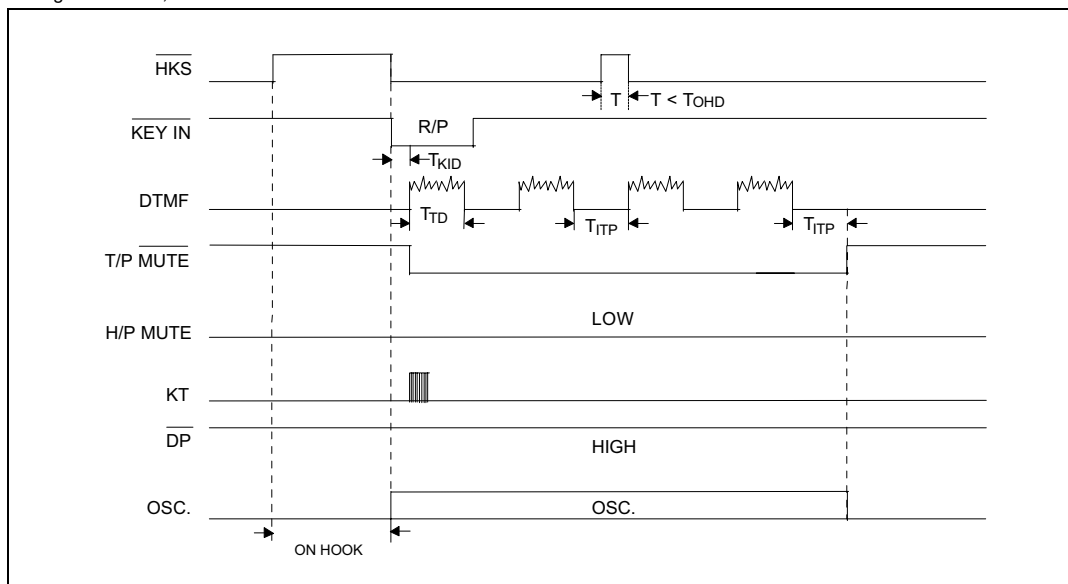 HKS
T T < TOHD
KEY IN R/P
TKID
DTMF
TTD TITP TITP
T/P MUTE
LOW
H/P MUTE
KT
DP
HIGH
OSC. OSC.
ON HOOK